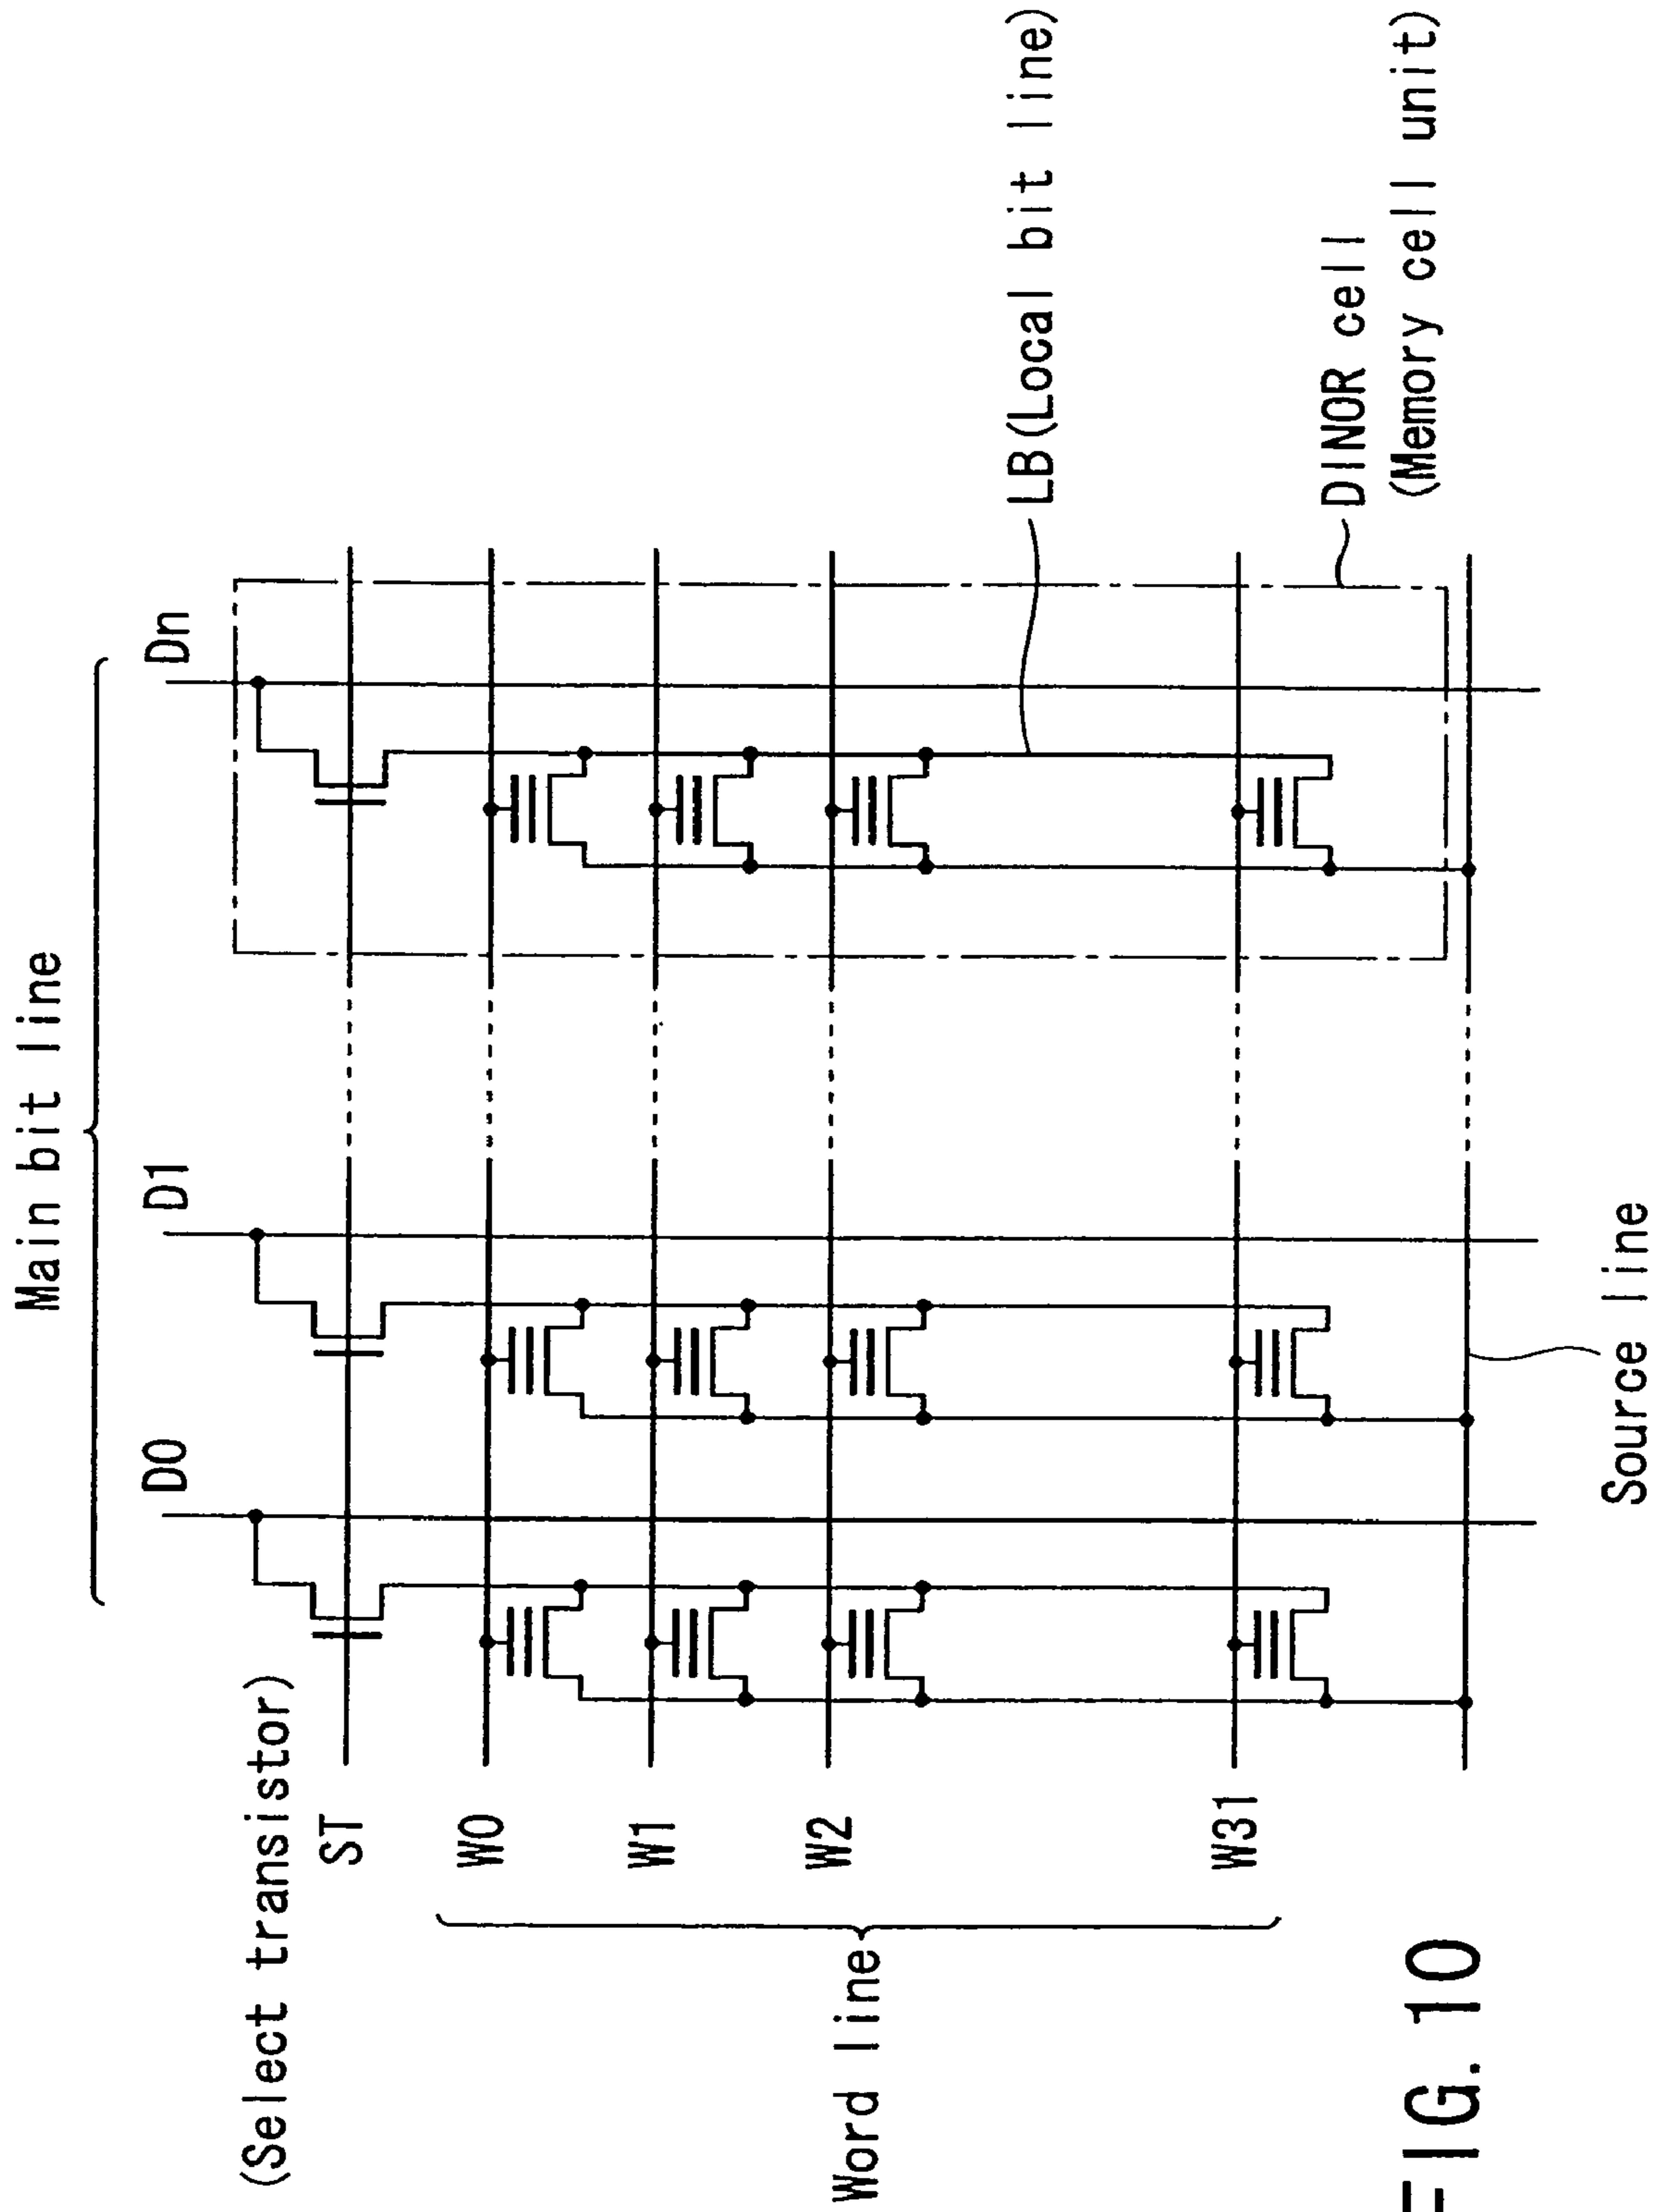 Main bit line
D0
D1
Dn
(Select transistor)
ST
W0
W1
W2
W31
Word line
LB(Local bit line)
DINOR cell
(Memory cell unit)
Source line
FIG. 10